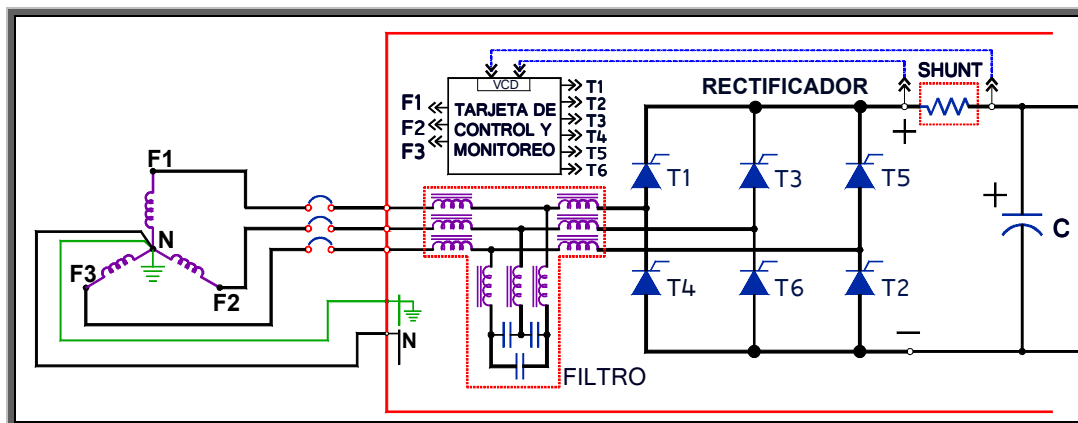 SHUNT
RECTIFICADOR
VCD
TARJETA DE
CONTROL Y
MONITOREO
F1
F2
F3
T1
T2
T3
T4
T5
T6
+
F1
N
F3
F2
T1
T3
T5
+
C
T4
T6
T2
N
−
FILTRO